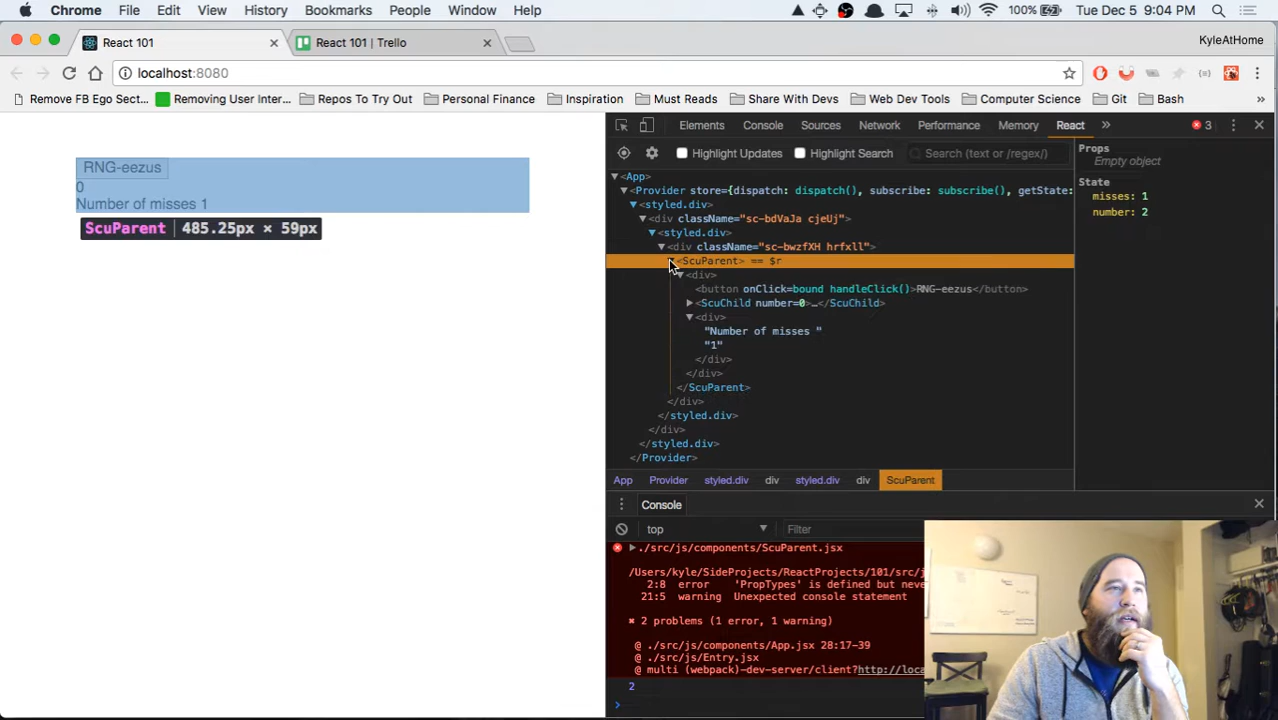 Chrome File Edit View History Bookmarks People Window Help 100% Tue Dec 5 9:04 PM
React 101 React 101 | Trello KyleAtHome
localhost:8080
Remove FB Ego Sect... Removing User Inter... Repos To Try Out Personal Finance Inspiration Must Reads Share With Devs Web Dev Tools Computer Science Git Bash »
RNG-eezus
0
Number of misses 1
ScuParent 485.25px × 59px
Elements Console Sources Network Performance Memory React » 3
Highlight Updates Highlight Search Search (text or /regex/)
<App>
<Provider store={dispatch: dispatch(), subscribe: subscribe(), getState:
<styled.div>
<div className="sc-bdVaJa cjeUj">
<styled.div>
<div className="sc-bwzfXH hrfxll">
<ScuParent> == $r
<div>
<button onClick=bound handleClick()>RNG-eezus</button>
<ScuChild number=0>…</ScuChild>
<div>
"Number of misses "
"1"
</div>
</div>
</ScuParent>
</div>
</styled.div>
</div>
</styled.div>
</Provider>
App Provider styled.div div styled.div div ScuParent
Props
Empty object
State
misses: 1
number: 2
Console
top Filter
./src/js/components/ScuParent.jsx
/Users/kyle/SideProjects/ReactProjects/101/src/j
2:8 error 'PropTypes' is defined but neve
21:5 warning Unexpected console statement
✖ 2 problems (1 error, 1 warning)
@ ./src/js/components/App.jsx 28:17-39
@ ./src/js/Entry.jsx
@ multi (webpack)-dev-server/client?http://loca
2
>